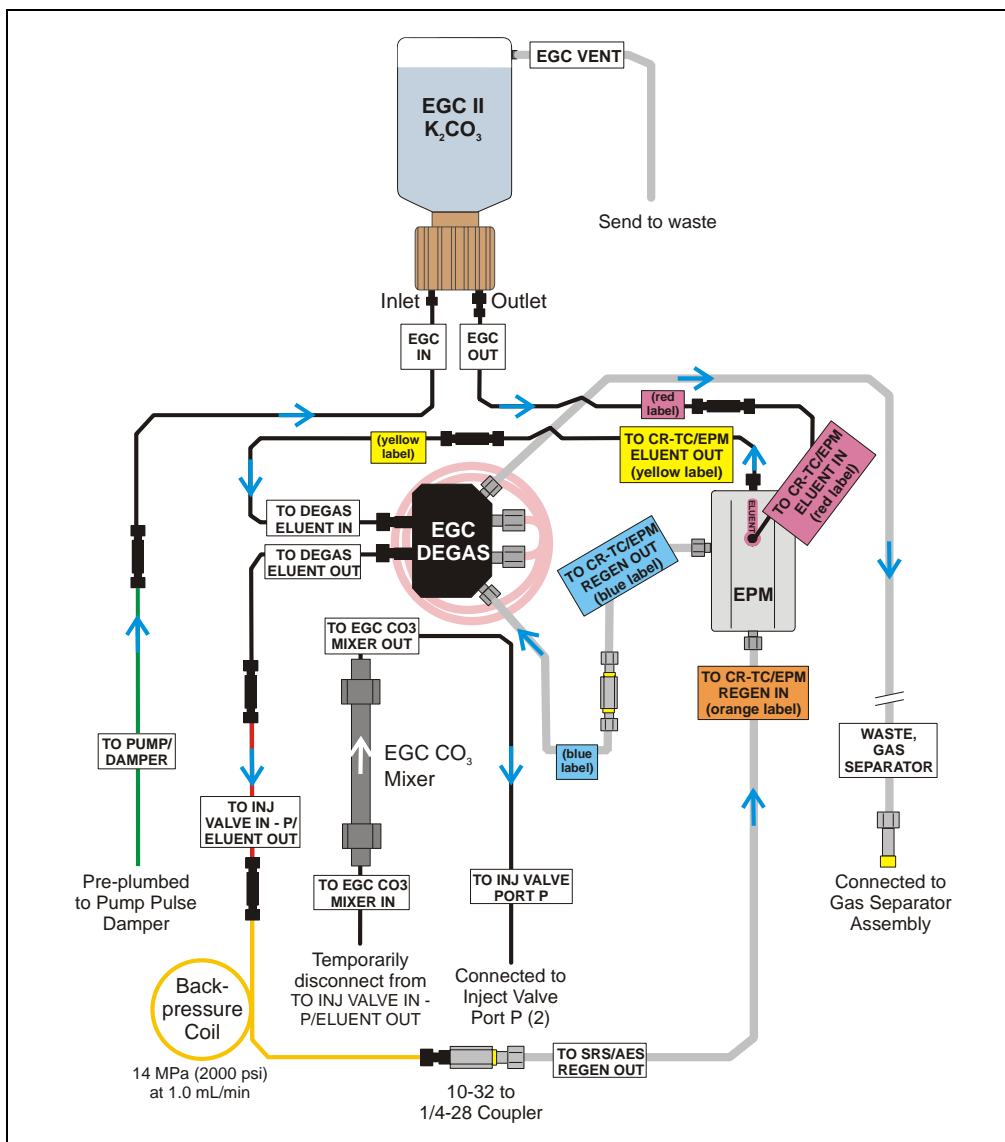 EGC VENT
EGC II
K₂CO₃
Send to waste
Inlet
Outlet
EGC
IN
EGC
OUT
(red
label)
(yellow
label)
TO CR-TC/EPM
ELUENT OUT
(yellow label)
TO CR-TC/EPM
ELUENT IN
(red label)
ELUENT
TO DEGAS
ELUENT IN
EGC
DEGAS
TO DEGAS
ELUENT OUT
TO CR-TC/EPM
REGEN OUT
(blue label)
EPM
TO EGC CO3
MIXER OUT
TO CR-TC/EPM
REGEN IN
(orange label)
EGC CO₃
Mixer
(blue
label)
WASTE,
GAS
SEPARATOR
TO PUMP/
DAMPER
TO INJ
VALVE IN - P/
ELUENT OUT
TO EGC CO3
MIXER IN
TO INJ VALVE
PORT P
Pre-plumbed
to Pump Pulse
Damper
Connected to
Gas Separator
Assembly
Temporarily
disconnect from
TO INJ VALVE IN -
P/ELUENT OUT
Connected to
Inject Valve
Port P (2)
Back-
pressure
Coil
14 MPa (2000 psi)
at 1.0 mL/min
TO SRS/AES
REGEN OUT
10-32 to
1/4-28 Coupler